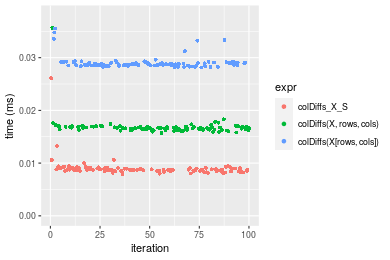 time (ms)
0.03
0.02
0.01
0.00
0
25
50
75
100
iteration
expr
colDiffs_X_S
colDiffs(X, rows, cols)
colDiffs(X[rows, cols])